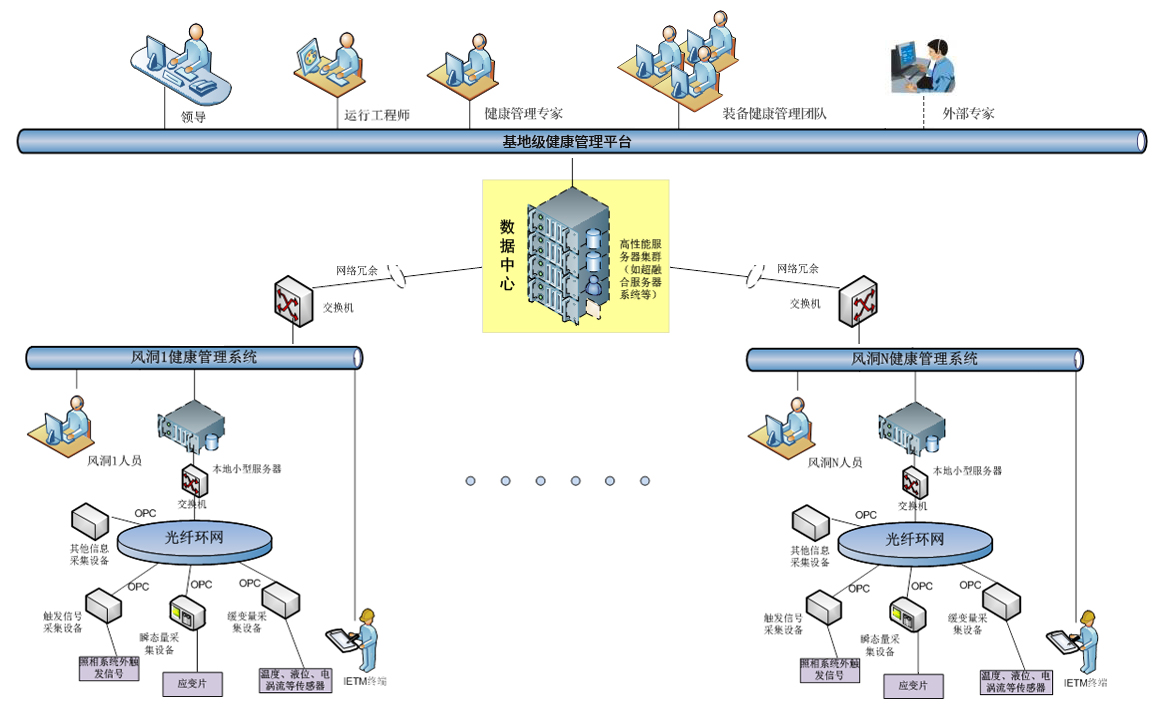 领导
运行工程师
健康管理专家
装备健康管理团队
外部专家
基地级健康管理平台
数
据
中
心
高性能服
务器集群
（如超融
合服务器
系统等）
网络冗余
交换机
网络冗余
交换机
风洞1健康管理系统
风洞1人员
本地小型服务器
交换机
光纤环网
OPC
其他信息
采集设备
OPC
OPC
OPC
触发信号
采集设备
瞬态量采
集设备
缓变量采
集设备
照相系统外触
发信号
应变片
温度、液位、电
涡流等传感器
IETM终端
风洞N健康管理系统
风洞N人员
本地小型服务器
交换机
光纤环网
OPC
其他信息
采集设备
OPC
OPC
OPC
触发信号
采集设备
瞬态量采
集设备
缓变量采
集设备
照相系统外触
发信号
应变片
温度、液位、电
涡流等传感器
IETM终端